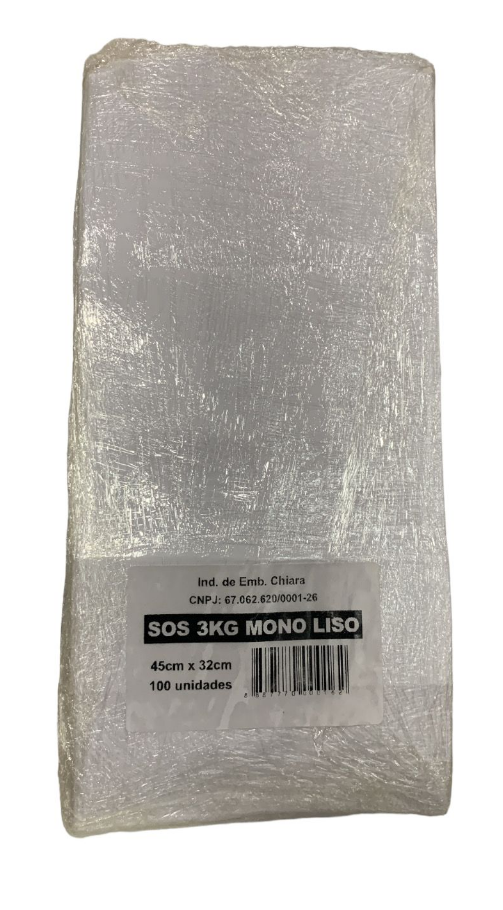 Ind. de Emb. Chiara
CNPJ: 67.062.620/0001-26
SOS 3KG MONO LISO
45cm x 32cm
100 unidades